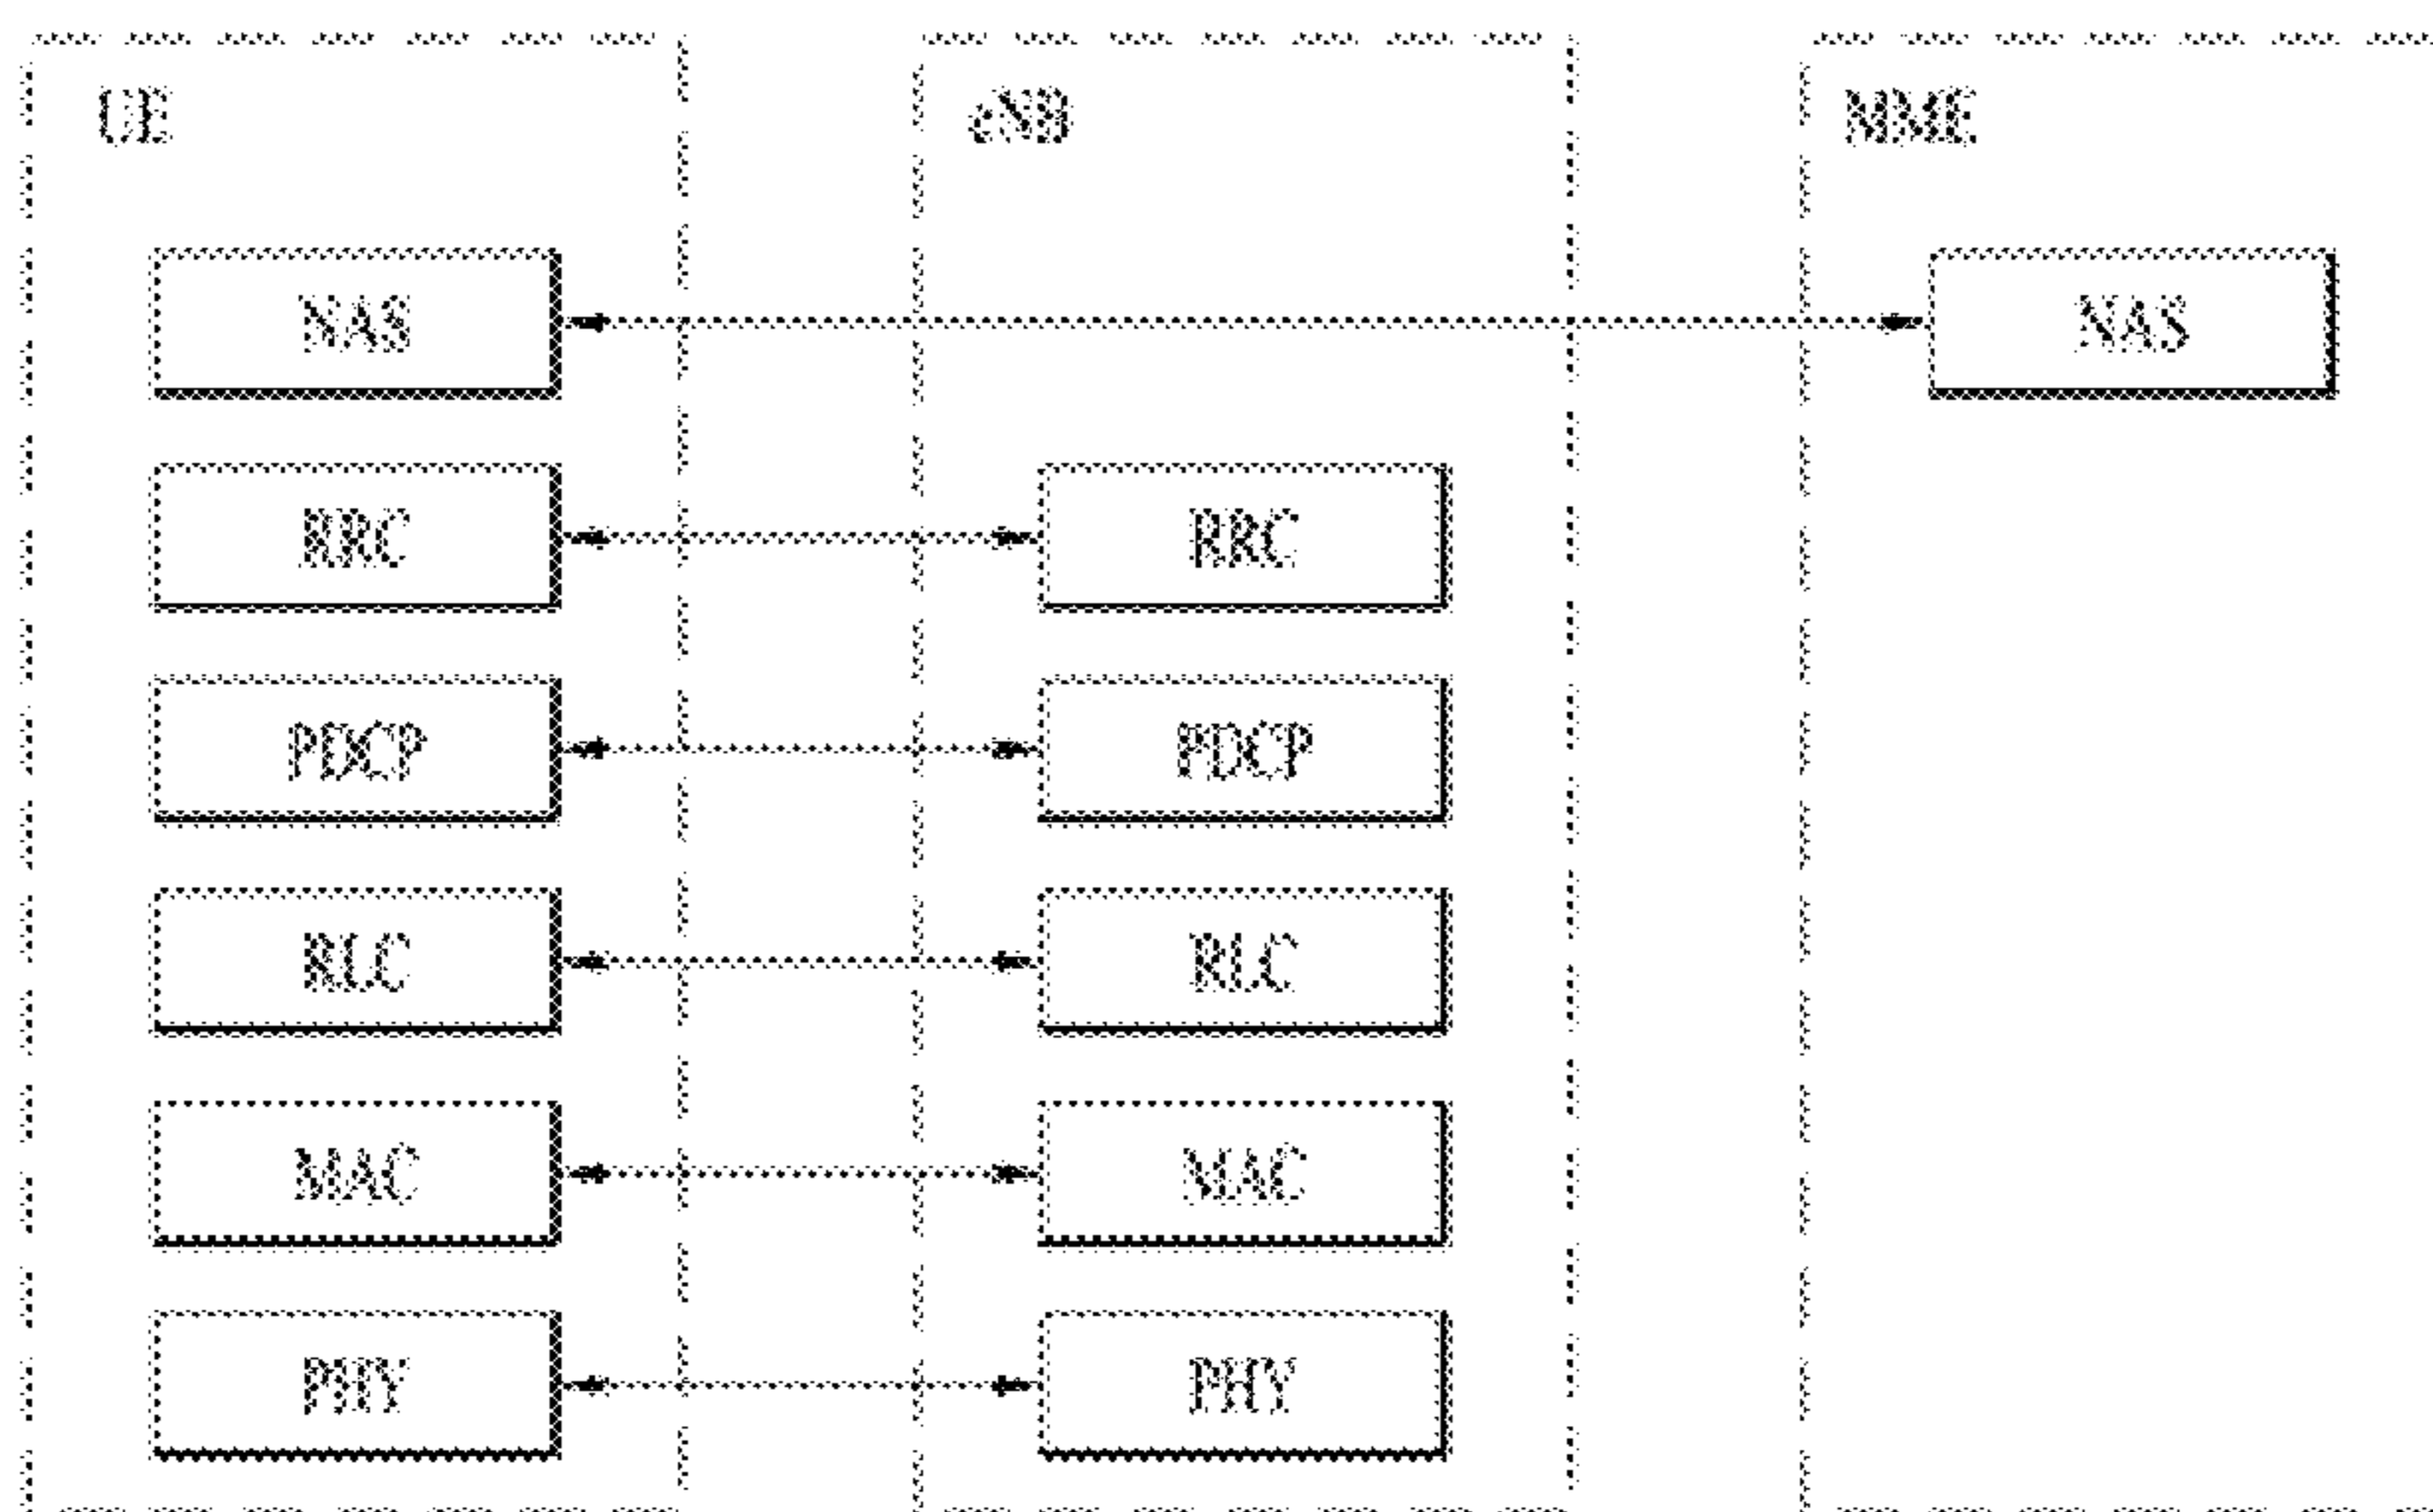 UE eNB MME
NAS NAS
RRC RRC
PDCP PDCP
RLC RLC
MAC MAC
PHY PHY